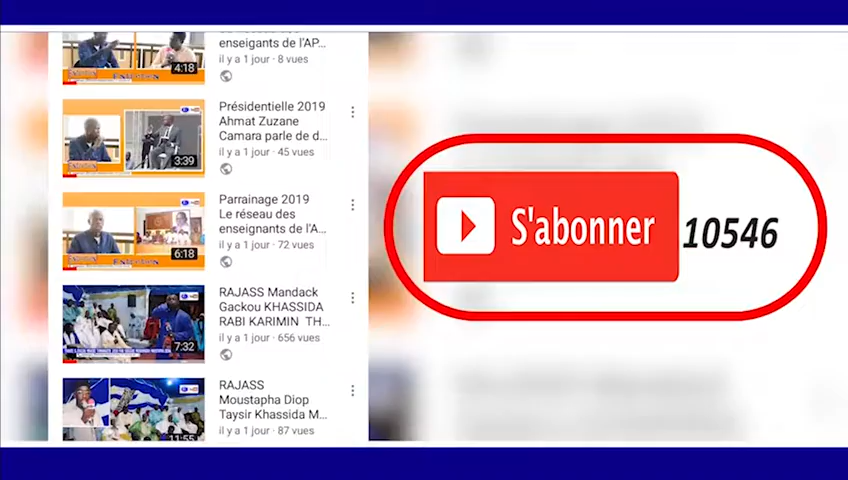 enseignants de l'AP...
il y a 1 jour · 8 vues
4:18
Présidentielle 2019
Ahmat Zuzane
Camara parle de d...
il y a 1 jour · 45 vues
3:39
Parrainage 2019
Le réseau des
enseignants de l'A...
il y a 1 jour · 72 vues
6:18
RAJASS Mandack
Gackou KHASSIDA
RABI KARIMIN TH...
il y a 1 jour · 656 vues
7:32
RAJASS
Moustapha Diop
Taysir Khassida M...
il y a 1 jour · 87 vues
11:55
S'abonner
10546